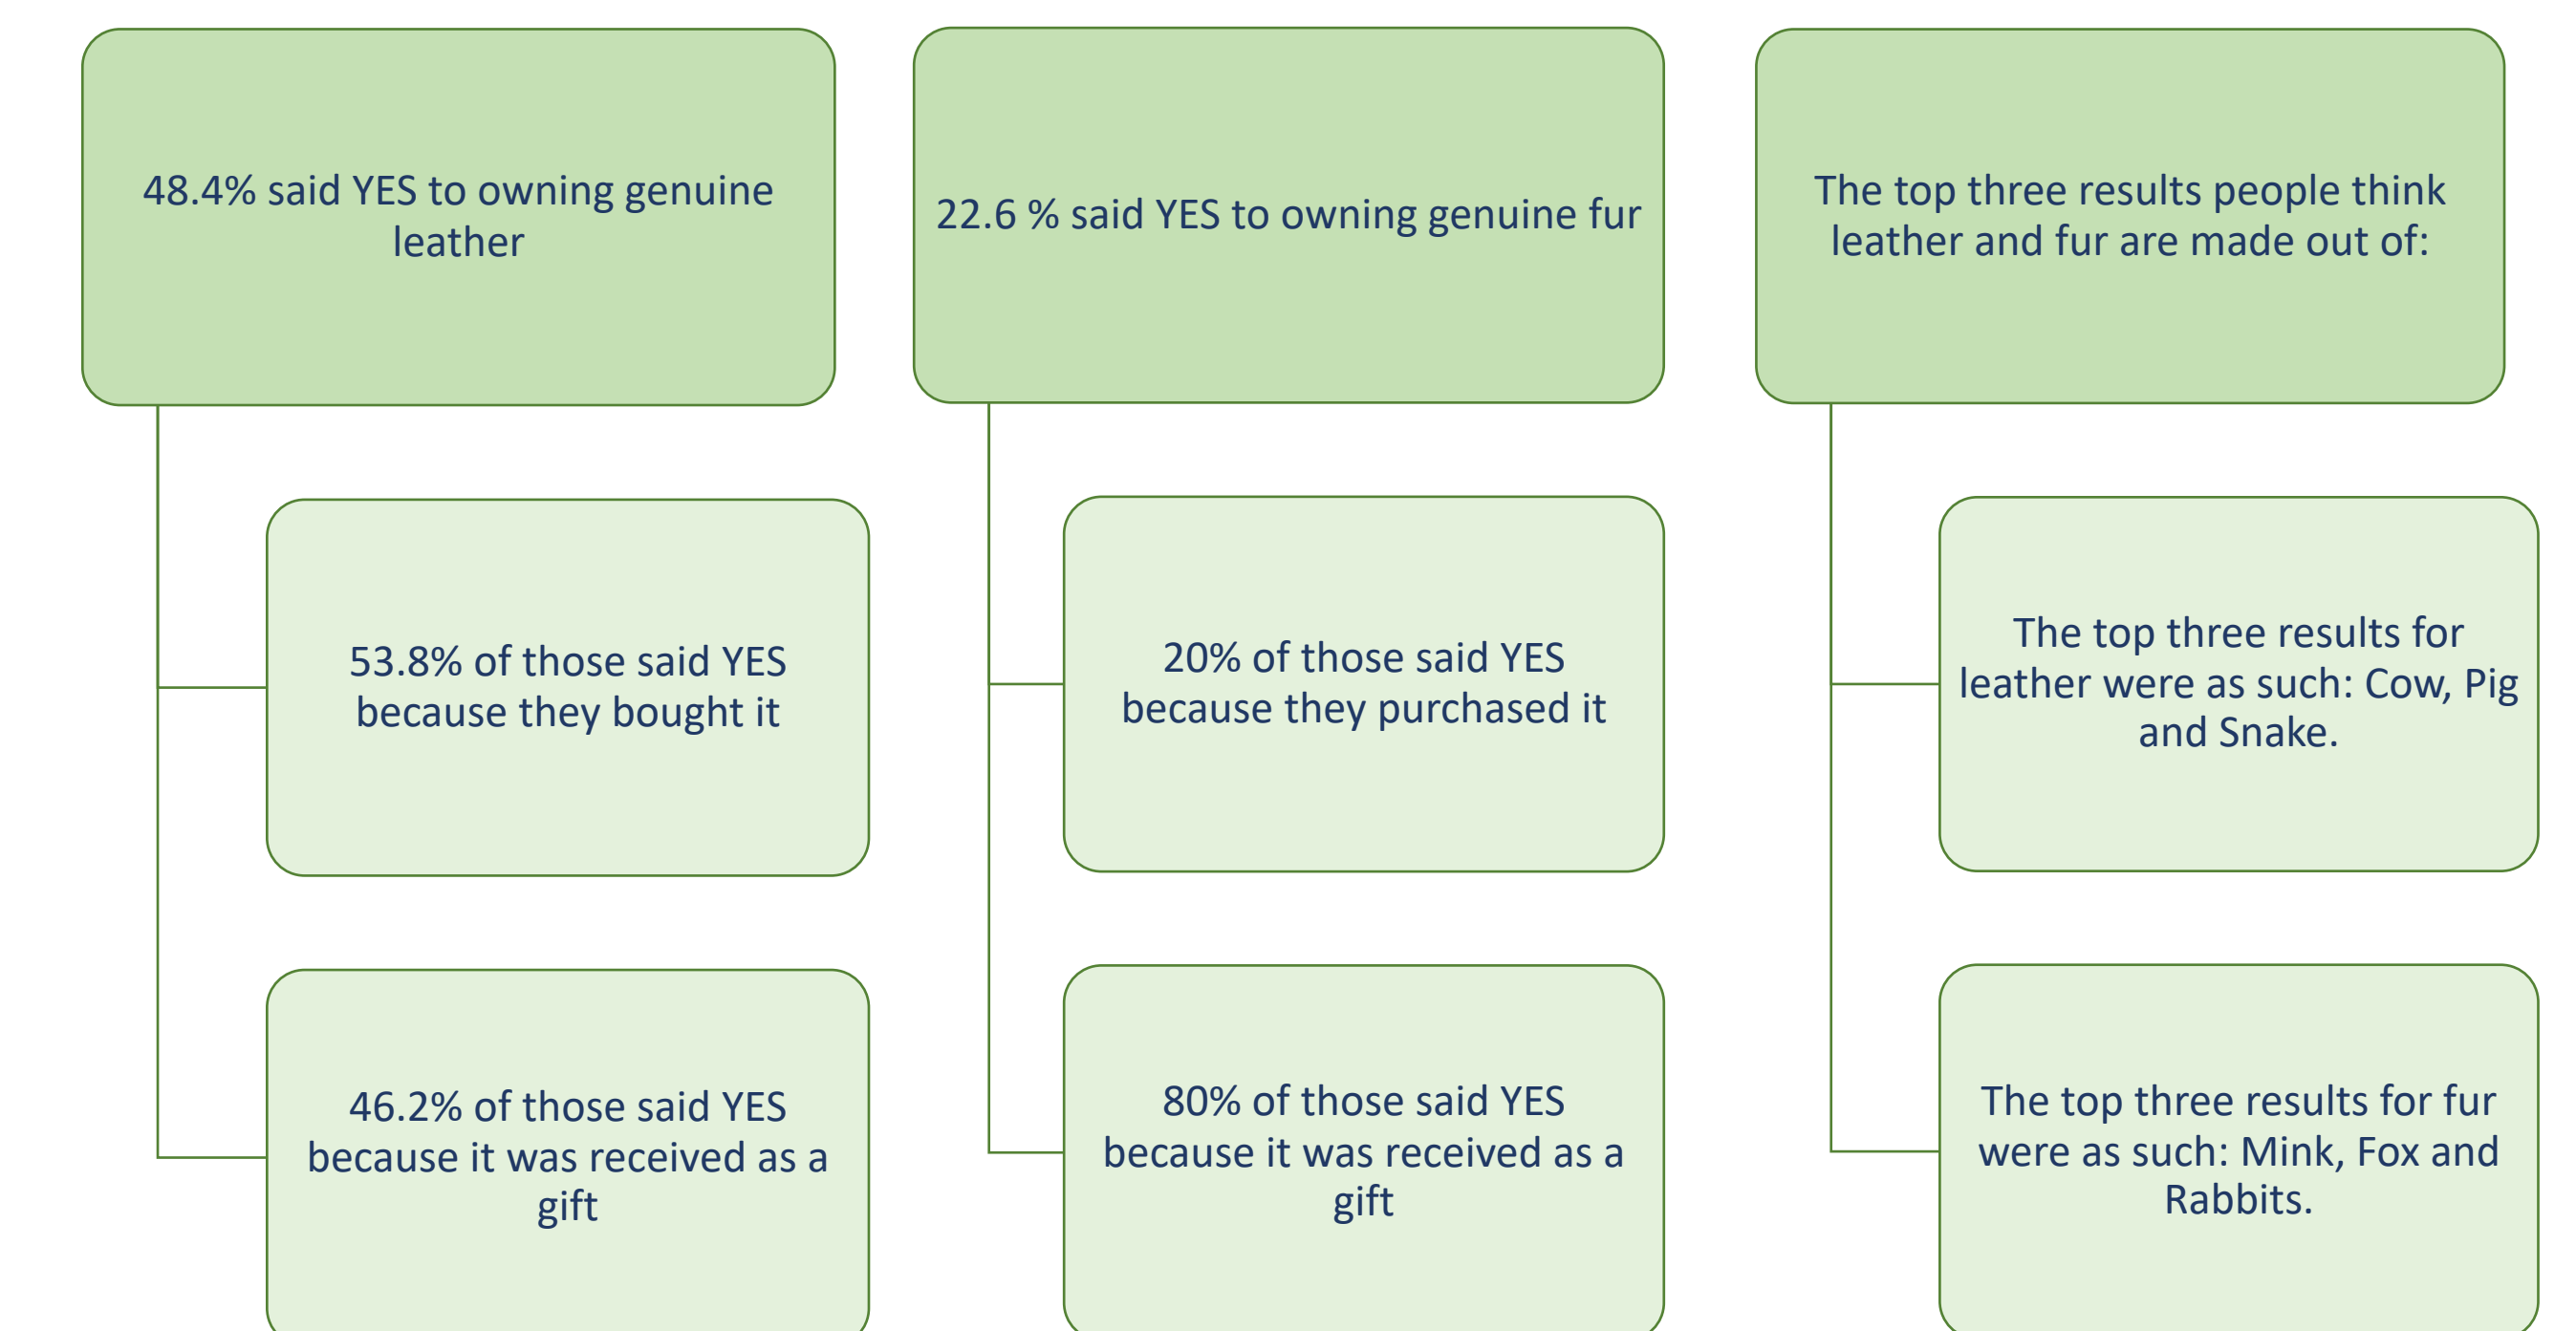 48.4% said YES to owning genuine
leather
53.8% of those said YES
because they bought it
46.2% of those said YES
because it was received as a
gift
22.6 % said YES to owning genuine fur
20% of those said YES
because they purchased it
80% of those said YES
because it was received as a
gift
The top three results people think
leather and fur are made out of:
The top three results for
leather were as such: Cow, Pig
and Snake.
The top three results for fur
were as such: Mink, Fox and
Rabbits.